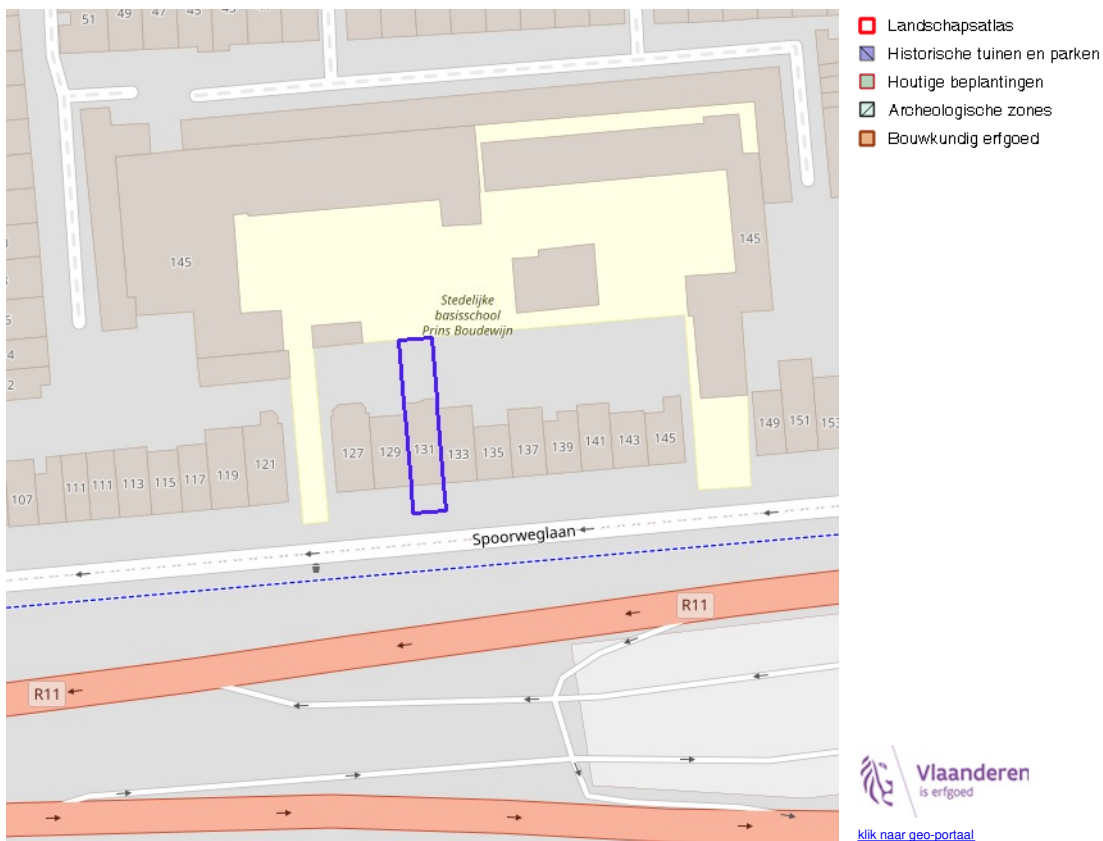 51
49
47
145
145
Stedelijke
basisschool
Prins Boudewijn
107
111
111
113
115
117
119
121
127
129
131
133
135
137
139
141
143
145
149
151
Spoorweglaan
R11
R11
Landschapsatlas
Historische tuinen en parken
Houtige beplantingen
Archeologische zones
Bouwkundig erfgoed
Vlaanderen
is erfgoed
klik naar geo-portaal